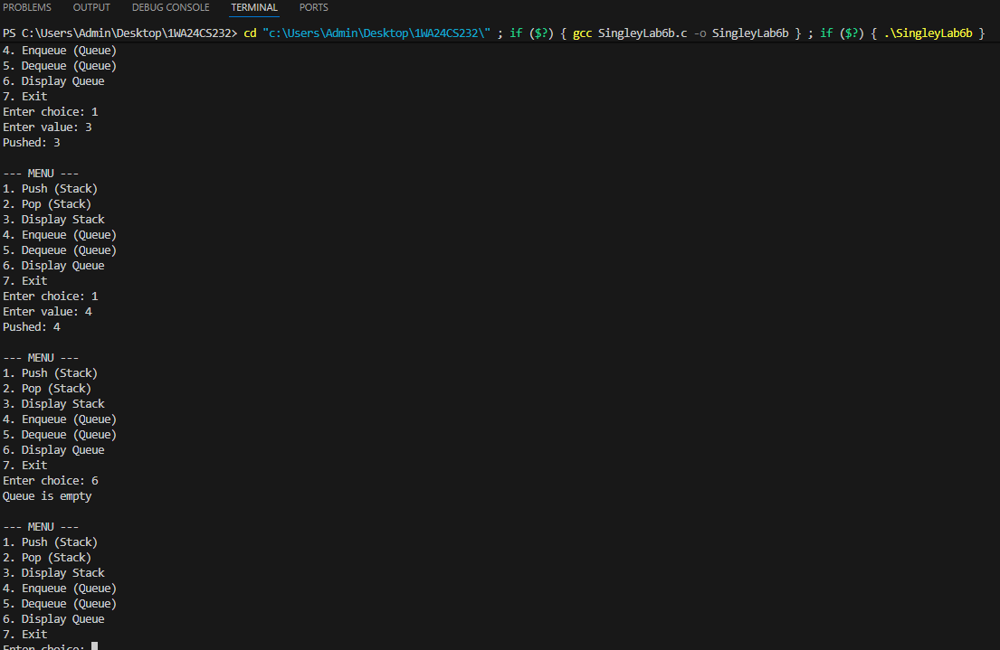 PROBLEMS OUTPUT DEBUG CONSOLE TERMINAL PORTS
PS C:\Users\Admin\Desktop\1WA24CS232> cd "c:\Users\Admin\Desktop\1WA24CS232\" ; if ($?) { gcc SingleyLab6b.c -o SingleyLab6b } ; if ($?) { .\SingleyLab6b }
4. Enqueue (Queue)
5. Dequeue (Queue)
6. Display Queue
7. Exit
Enter choice: 1
Enter value: 3
Pushed: 3
--- MENU ---
1. Push (Stack)
2. Pop (Stack)
3. Display Stack
4. Enqueue (Queue)
5. Dequeue (Queue)
6. Display Queue
7. Exit
Enter choice: 1
Enter value: 4
Pushed: 4
--- MENU ---
1. Push (Stack)
2. Pop (Stack)
3. Display Stack
4. Enqueue (Queue)
5. Dequeue (Queue)
6. Display Queue
7. Exit
Enter choice: 6
Queue is empty
--- MENU ---
1. Push (Stack)
2. Pop (Stack)
3. Display Stack
4. Enqueue (Queue)
5. Dequeue (Queue)
6. Display Queue
7. Exit
Enter choice: